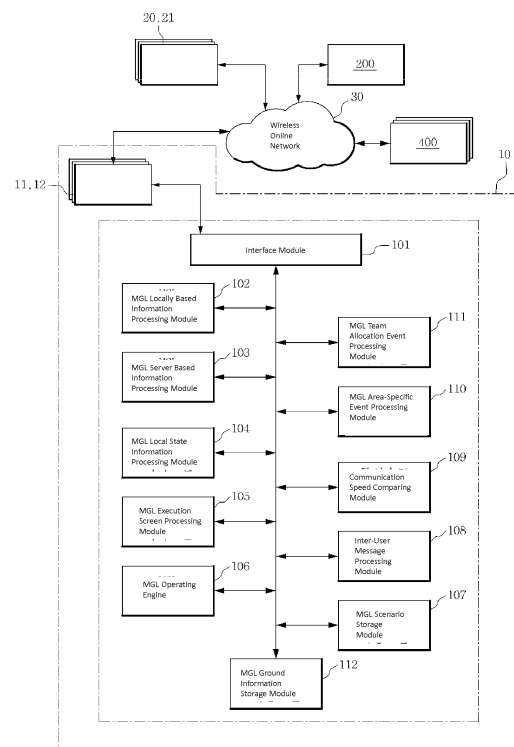 20, 21
200
30
Wireless
Online
Network
400
11, 12
10
Interface Module
101
102
MGL Locally Based
Information
Processing Module
111
MGL Team
Allocation Event
Processing
Module
103
MGL Server Based
Information
Processing Module
110
MGL Area-Specific
Event Processing
Module
104
MGL Local State
Information
Processing Module
109
Communication
Speed Comparing
Module
105
MGL Execution
Screen Processing
Module
108
Inter-User
Message
Processing
Module
106
MGL Operating
Engine
107
MGL Scenario
Storage
Module
112
MGL Ground
Information
Storage Module